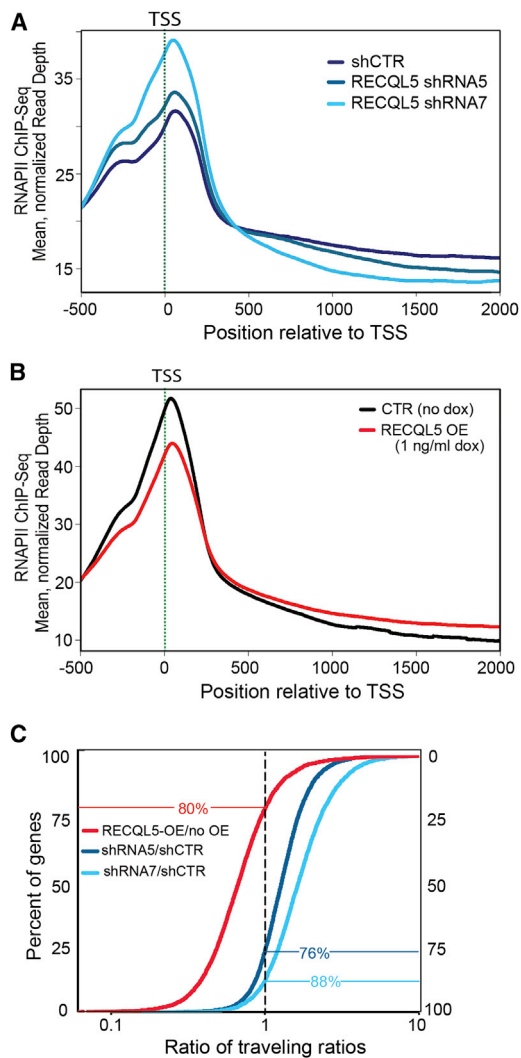 A
TSS
RNAPII ChIP-Seq
Mean, normalized Read Depth
35
25
15
shCTR
RECQL5 shRNA5
RECQL5 shRNA7
-500
0
500
1000
1500
2000
Position relative to TSS
B
TSS
RNAPII ChIP-Seq
Mean, normalized Read Depth
50
40
30
20
10
CTR (no dox)
RECQL5 OE
(1 ng/ml dox)
-500
0
500
1000
1500
2000
Position relative to TSS
C
Percent of genes
100
75
50
25
0
80%
RECQL5-OE/no OE
shRNA5/shCTR
shRNA7/shCTR
76%
88%
0
25
50
75
100
0.1
1
10
Ratio of traveling ratios